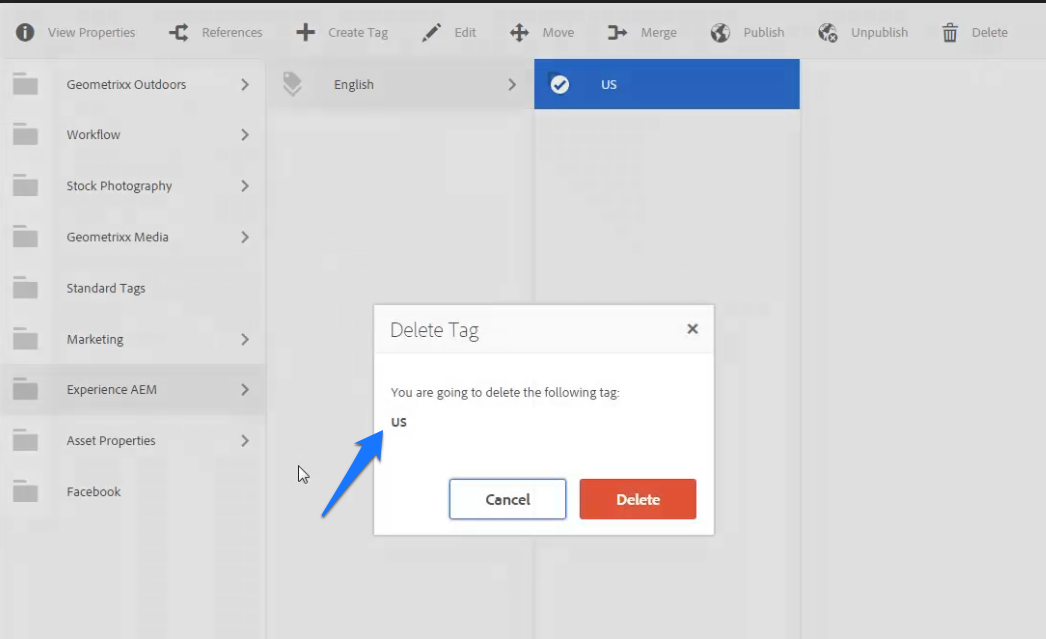 View Properties References Create Tag Edit Move Merge Publish Unpublish Delete
Geometrixx Outdoors English US
Workflow
Stock Photography
Geometrixx Media
Standard Tags
Marketing
Experience AEM
Asset Properties
Facebook
Delete Tag
You are going to delete the following tag:
US
Cancel Delete